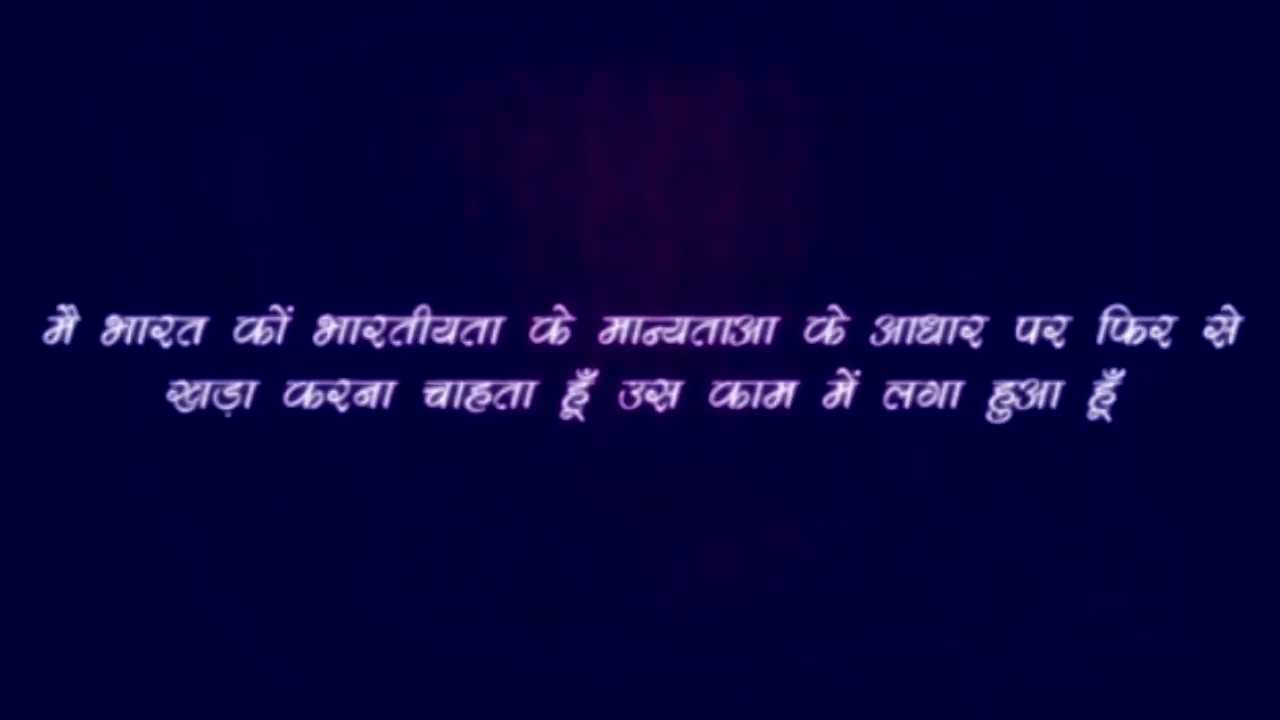 मै भारत कों भारतीयता के मान्यताआ के आधार पर फिर से
खड़ा करना चाहता हूँ उस काम में लगा हुआ हूँ